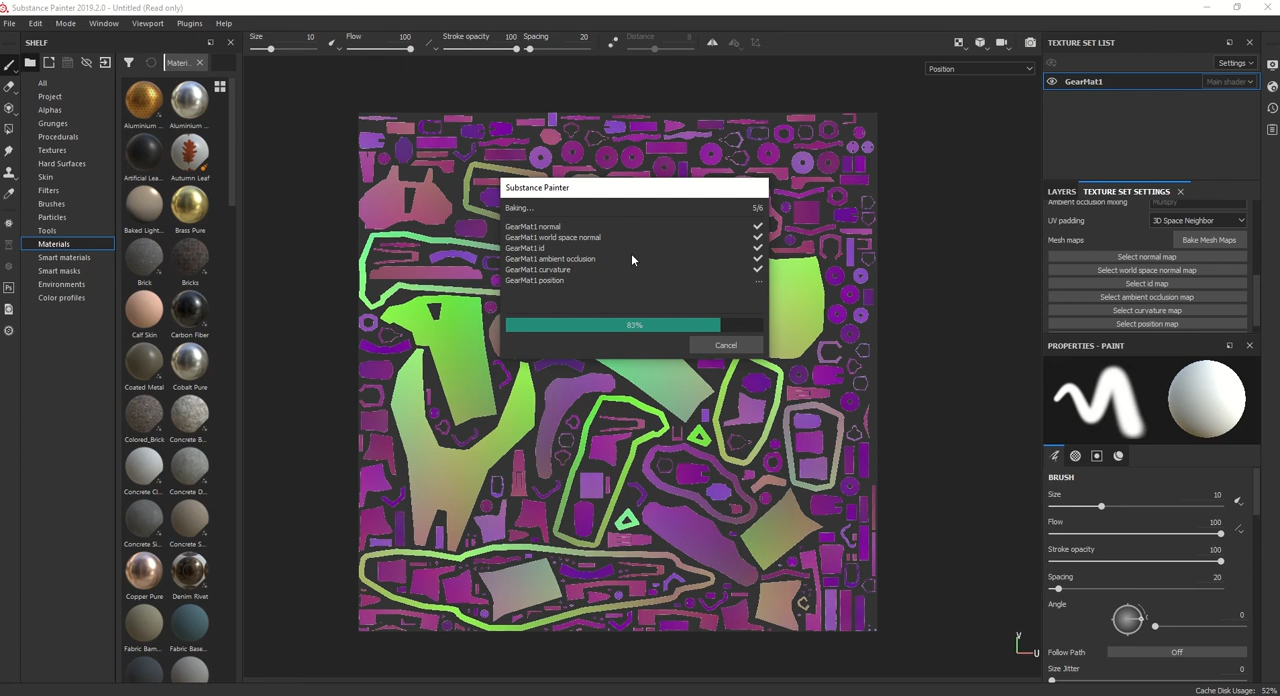 Substance Painter 2019.2.0 - Untitled (Read only)
File Edit Mode Window Viewport Plugins Help
SHELF
Size 10 Flow 100 Stroke opacity 100 Spacing 20 Distance 8
TEXTURE SET LIST
Materi...
Position
Settings
GearMat1 Main shader
All
Project
Alphas
Grunges
Procedurals
Textures
Hard Surfaces
Skin
Filters
Brushes
Particles
Tools
Materials
Smart materials
Smart masks
Environments
Color profiles
Aluminium ... Aluminium ...
Artificial Lea... Autumn Leaf
Baked Light... Brass Pure
Brick Bricks
Calf Skin Carbon Fiber
Coated Metal Cobalt Pure
Colored_Brick Concrete B...
Concrete Cl... Concrete D...
Concrete Si... Concrete S...
Copper Pure Denim Rivet
Fabric Bam... Fabric Base...
Substance Painter
Baking... 5/6
GearMat1 normal
GearMat1 world space normal
GearMat1 id
GearMat1 ambient occlusion
GearMat1 curvature
GearMat1 position ...
83%
Cancel
V
U
LAYERS TEXTURE SET SETTINGS
Ambient occlusion mixing Multiply
UV padding 3D Space Neighbor
Mesh maps Bake Mesh Maps
Select normal map
Select world space normal map
Select id map
Select ambient occlusion map
Select curvature map
Select position map
PROPERTIES - PAINT
BRUSH
Size 10
Flow 100
Stroke opacity 100
Spacing 20
Angle 0
Follow Path Off
Size Jitter 0
Cache Disk Usage: 52%
Ps